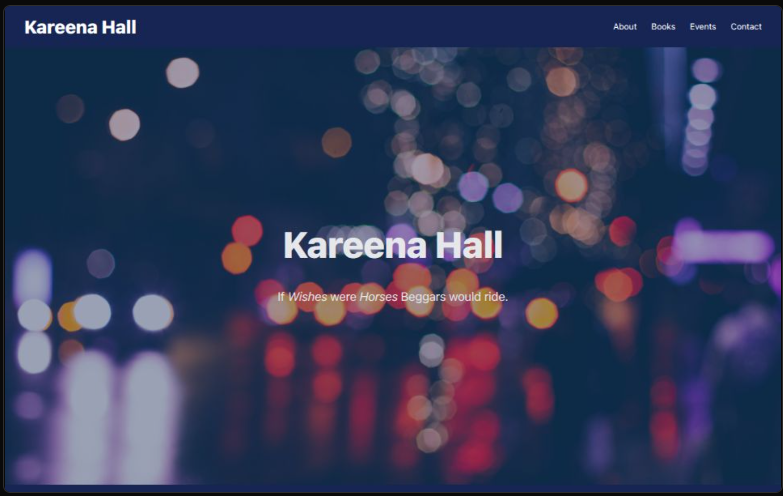 Kareena Hall
About Books Events Contact
Kareena Hall
If Wishes were Horses Beggars would ride.